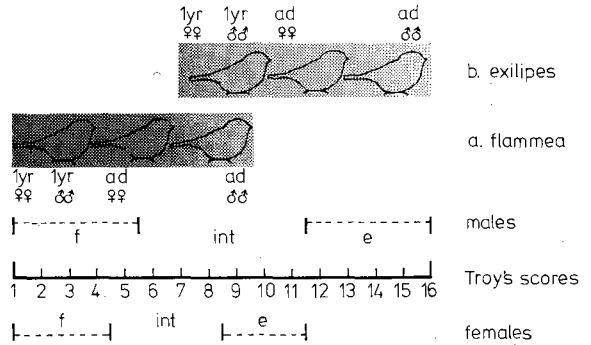 1yr 1yr ad ad
♀♀ ♂♂ ♀♀ ♂♂
b. exilipes
a. flammea
1yr 1yr ad ad
♀♀ ♂♂ ♀♀ ♂♂
males
f int e
Troy's scores
1 2 3 4 5 6 7 8 9 10 11 12 13 14 15 16
f int e
females